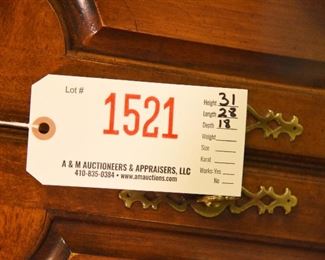 Lot #
1521
Height 31
Length 28
Depth 18
Weight
Size
Karat
Works Yes
No
A & M AUCTIONEERS & APPRAISERS, LLC
410-835-0384 • www.amauctions.com